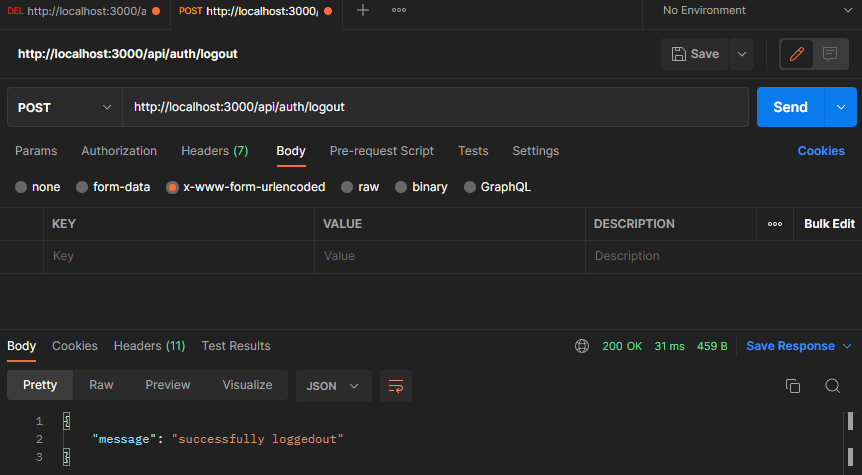 DEL http://localhost:3000/a POST http://localhost:3000/ No Environment
http://localhost:3000/api/auth/logout Save
POST http://localhost:3000/api/auth/logout Send
Params Authorization Headers (7) Body Pre-request Script Tests Settings Cookies
none form-data x-www-form-urlencoded raw binary GraphQL
KEY VALUE DESCRIPTION Bulk Edit
Key Value Description
Body Cookies Headers (11) Test Results 200 OK 31 ms 459 B Save Response
Pretty Raw Preview Visualize JSON
1 {
2 "message": "successfully loggedout"
3 }